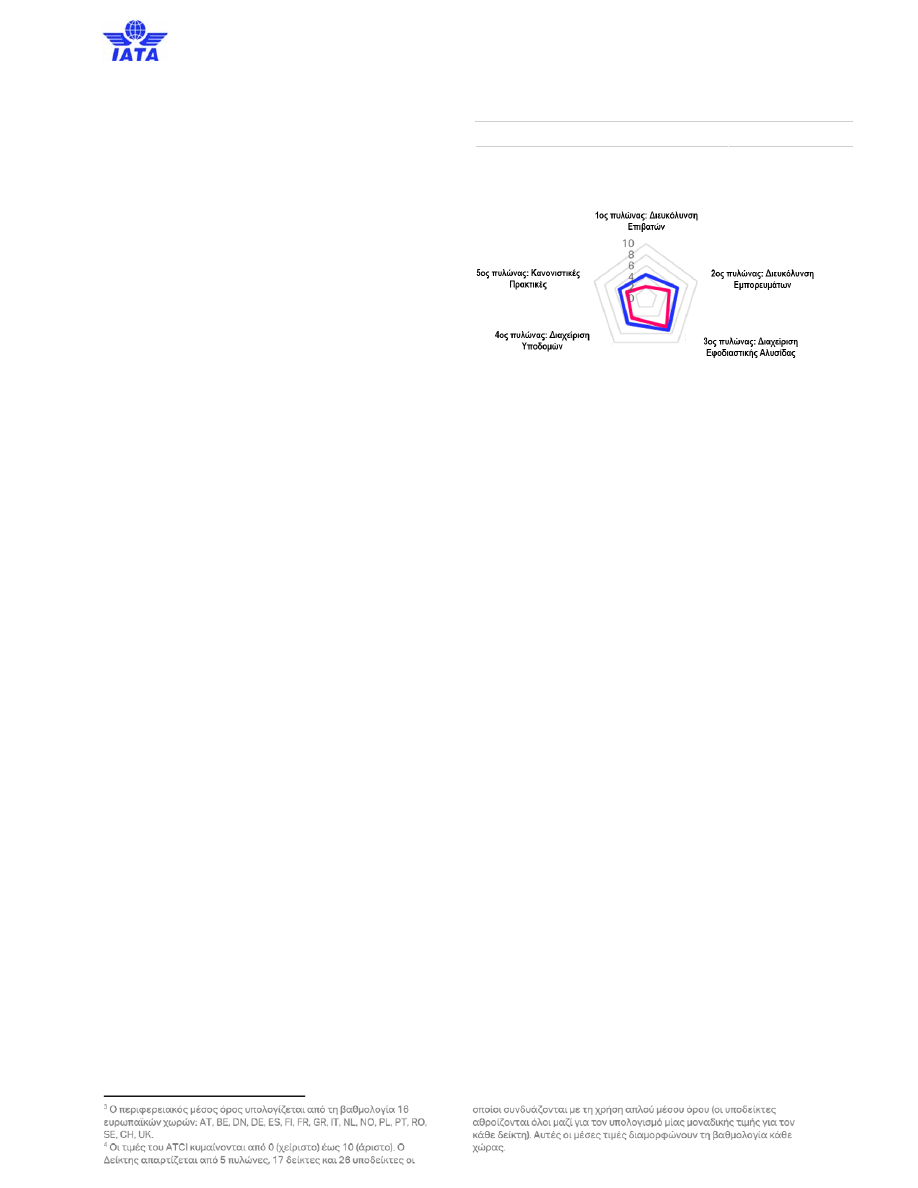 IATA
1ος πυλώνας: Διευκόλυνση
Επιβατών
10
8
6
4
2
0
5ος πυλώνας: Κανονιστικές
Πρακτικές
2ος πυλώνας: Διευκόλυνση
Εμπορευμάτων
4ος πυλώνας: Διαχείριση
Υποδομών
3ος πυλώνας: Διαχείριση
Εφοδιαστικής Αλυσίδας
3 Ο περιφερειακός μέσος όρος υπολογίζεται από τη βαθμολογία 16
ευρωπαϊκών χωρών: AT, BE, DN, DE, ES, FI, FR, GR, IT, NL, NO, PL, PT, RO,
SE, CH, UK.
4 Οι τιμές του ATCI κυμαίνονται από 0 (χείριστο) έως 10 (άριστο). Ο
Δείκτης απαρτίζεται από 5 πυλώνες, 17 δείκτες και 26 υποδείκτες οι
οποίοι συνδυάζονται με τη χρήση απλού μέσου όρου (οι υποδείκτες
αθροίζονται όλοι μαζί για τον υπολογισμό μίας μοναδικής τιμής για τον
κάθε δείκτη). Αυτές οι μέσες τιμές διαμορφώνουν τη βαθμολογία κάθε
χώρας.